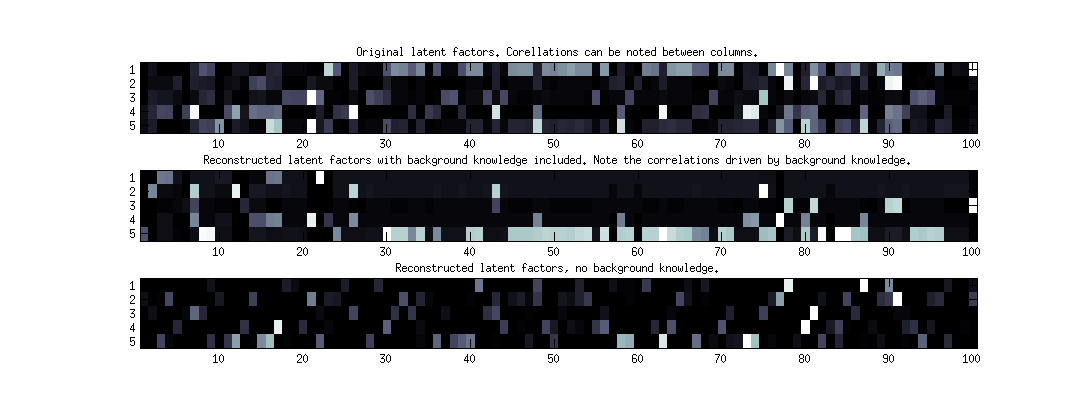 Original latent factors. Corellations can be noted between columns.
1
2
3
4
5
10 20 30 40 50 60 70 80 90 100
Reconstructed latent factors with background knowledge included. Note the correlations driven by background knowledge.
1
2
3
4
5
10 20 30 40 50 60 70 80 90 100
Reconstructed latent factors, no background knowledge.
1
2
3
4
5
10 20 30 40 50 60 70 80 90 100